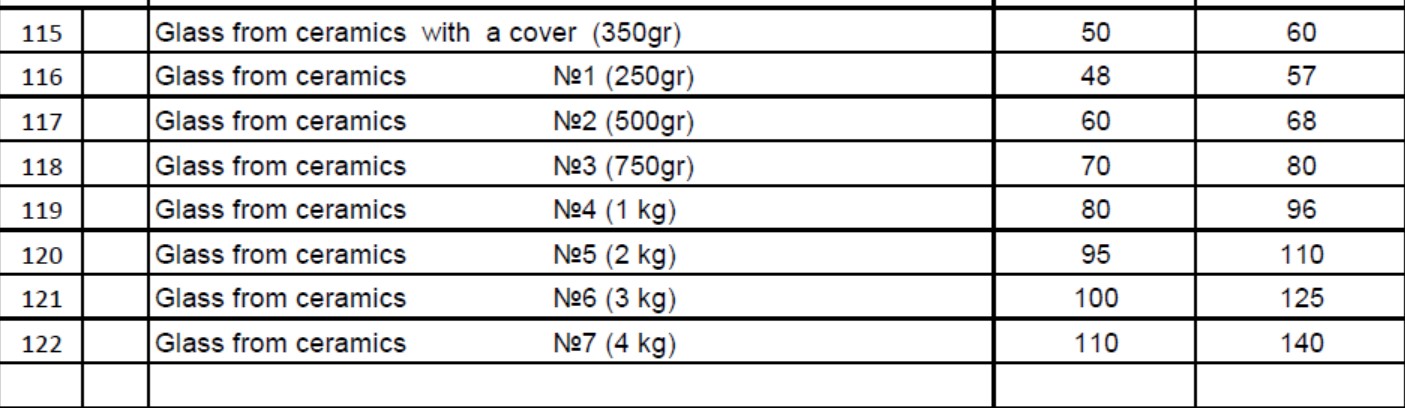 115 Glass from ceramics with a cover (350gr) 50 60
116 Glass from ceramics №1 (250gr) 48 57
117 Glass from ceramics №2 (500gr) 60 68
118 Glass from ceramics №3 (750gr) 70 80
119 Glass from ceramics №4 (1 kg) 80 96
120 Glass from ceramics №5 (2 kg) 95 110
121 Glass from ceramics №6 (3 kg) 100 125
122 Glass from ceramics №7 (4 kg) 110 140